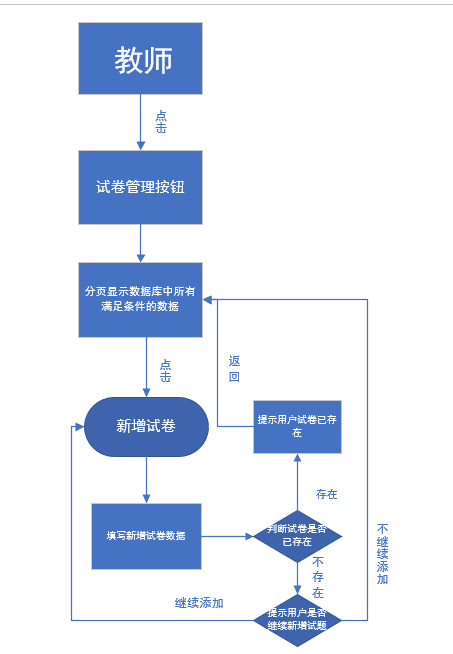 教师
点
击
试卷管理按钮
分页显示数据库中所有
满足条件的数据
点
击
返
回
新增试卷
提示用户试卷已存
在
存在
填写新增试卷数据
判断试卷是否
已存在
不
继
续
添
加
不
存
在
继续添加
提示用户是否
继续新增试题